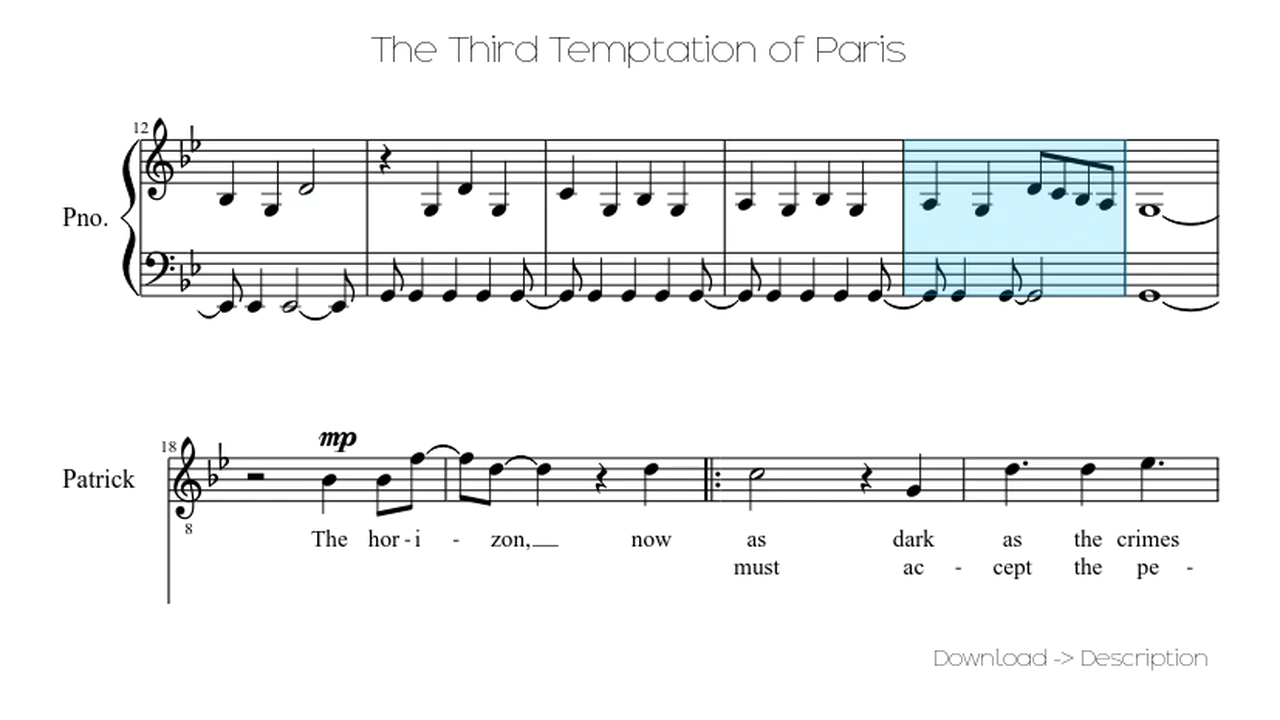 The Third Temptation of Paris
12
Pno.
18
mp
Patrick
8
The hor - i - zon, now as dark as the crimes
must ac - cept the pe -
Download -> Description